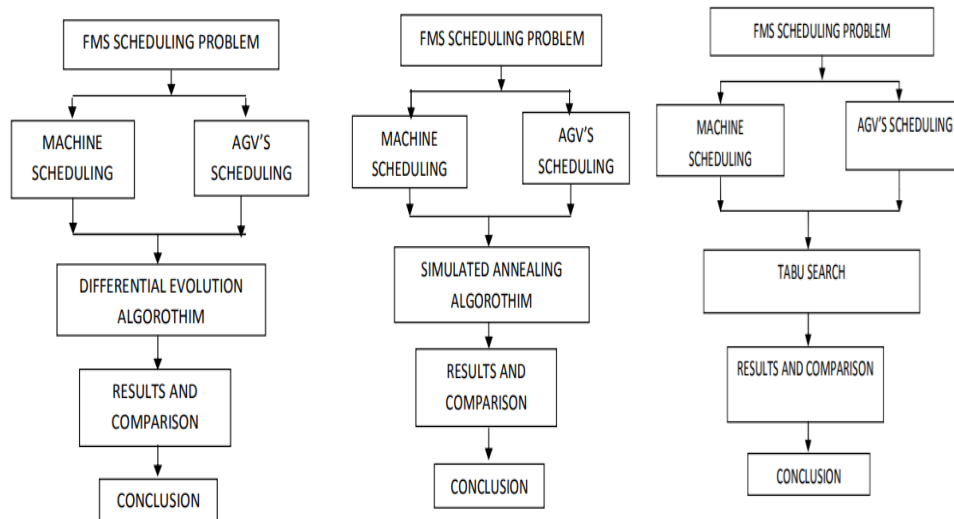 FMS SCHEDULING PROBLEM
MACHINE
SCHEDULING
AGV'S
SCHEDULING
DIFFERENTIAL EVOLUTION
ALGOROTHIM
RESULTS AND
COMPARISON
CONCLUSION
FMS SCHEDULING PROBLEM
MACHINE
SCHEDULING
AGV'S
SCHEDULING
SIMULATED ANNEALING
ALGOROTHIM
RESULTS AND
COMPARISON
CONCLUSION
FMS SCHEDULING PROBLEM
MACHINE
SCHEDULING
AGV'S SCHEDULING
TABU SEARCH
RESULTS AND COMPARISON
CONCLUSION